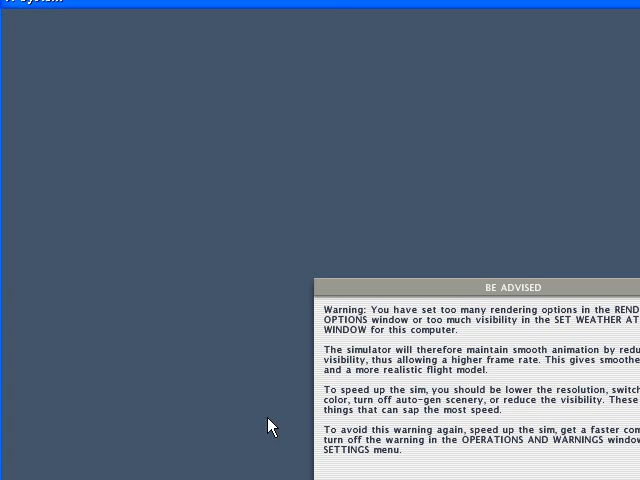 BE ADVISED
Warning: You have set too many rendering options in the REND
OPTIONS window or too much visibility in the SET WEATHER AT
WINDOW for this computer.
The simulator will therefore maintain smooth animation by redu
visibility, thus allowing a higher frame rate. This gives smoothe
and a more realistic flight model.
To speed up the sim, you should be lower the resolution, switch
color, turn off auto-gen scenery, or reduce the visibility. These
things that can sap the most speed.
To avoid this warning again, speed up the sim, get a faster com
turn off the warning in the OPERATIONS AND WARNINGS window
SETTINGS menu.